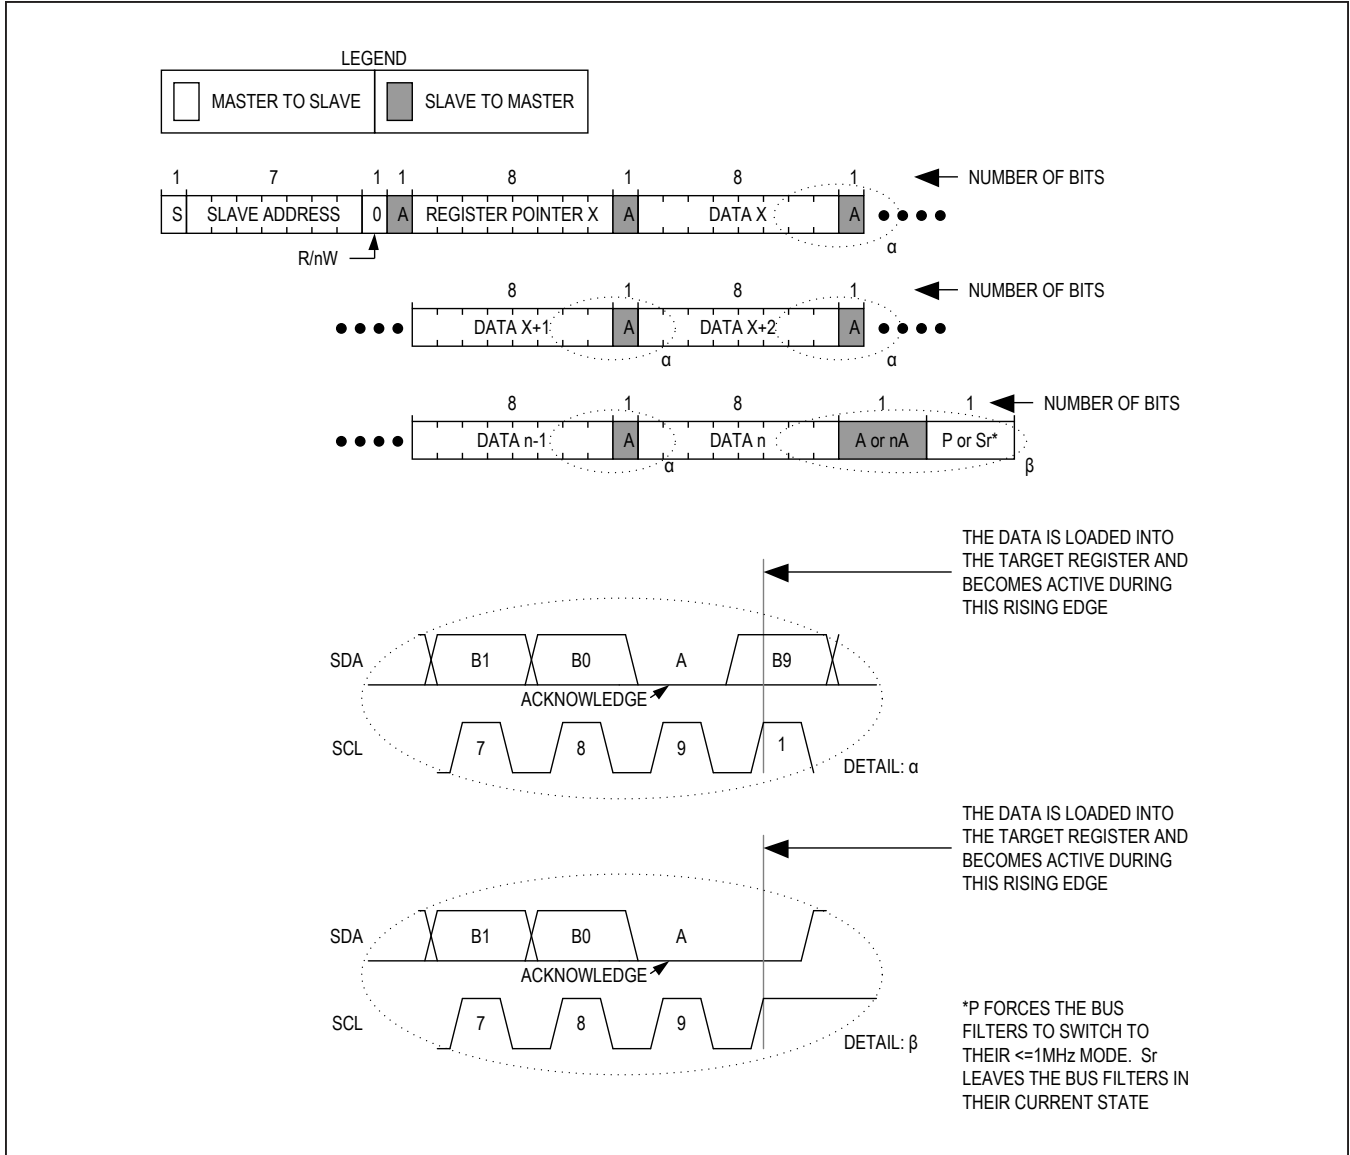 LEGEND
MASTER TO SLAVE SLAVE TO MASTER
1 7 1 1 8 1 8 1 NUMBER OF BITS
S SLAVE ADDRESS 0 A REGISTER POINTER X A DATA X A
α
R/nW
8 1 8 1 NUMBER OF BITS
DATA X+1 A DATA X+2 A
α α
8 1 8 1 1 NUMBER OF BITS
DATA n-1 A DATA n A or nA P or Sr*
α β
THE DATA IS LOADED INTO
THE TARGET REGISTER AND
BECOMES ACTIVE DURING
THIS RISING EDGE
SDA B1 B0 A B9
ACKNOWLEDGE
SCL 7 8 9 1
DETAIL: α
THE DATA IS LOADED INTO
THE TARGET REGISTER AND
BECOMES ACTIVE DURING
THIS RISING EDGE
SDA B1 B0 A
ACKNOWLEDGE
SCL 7 8 9
DETAIL: β
*P FORCES THE BUS
FILTERS TO SWITCH TO
THEIR <=1MHz MODE. Sr
LEAVES THE BUS FILTERS IN
THEIR CURRENT STATE